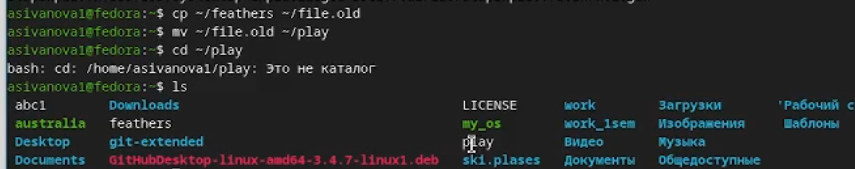 asivanova1@fedora:~$ cp ~/feathers ~/file.old
asivanova1@fedora:~$ mv ~/file.old ~/play
asivanova1@fedora:~$ cd ~/play
bash: cd: /home/asivanova1/play: Это не каталог
asivanova1@fedora:~$ ls
abc1 Downloads LICENSE work Загрузки 'Рабочий с
australia feathers my_os work_1sem Изображения Шаблоны
Desktop git-extended play Видео Музыка
Documents GitHubDesktop-linux-amd64-3.4.7-linux1.deb ski.plases Документы Общедоступные